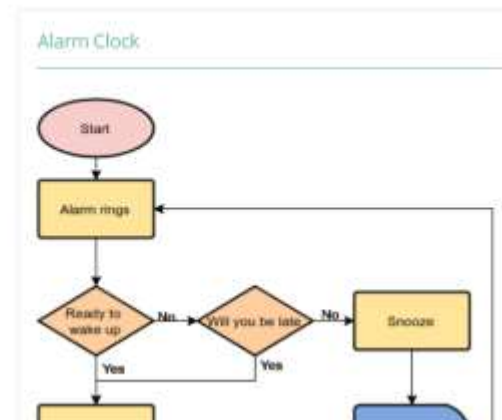 Alarm Clock
Start
Alarm rings
Ready to
wake up
No
Will you be late
No
Snooze
Yes
Yes